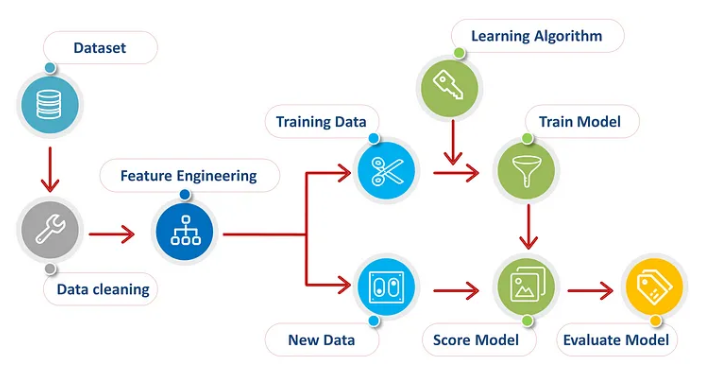 Dataset
Learning Algorithm
Training Data
Train Model
Feature Engineering
Data cleaning
New Data
Score Model
Evaluate Model